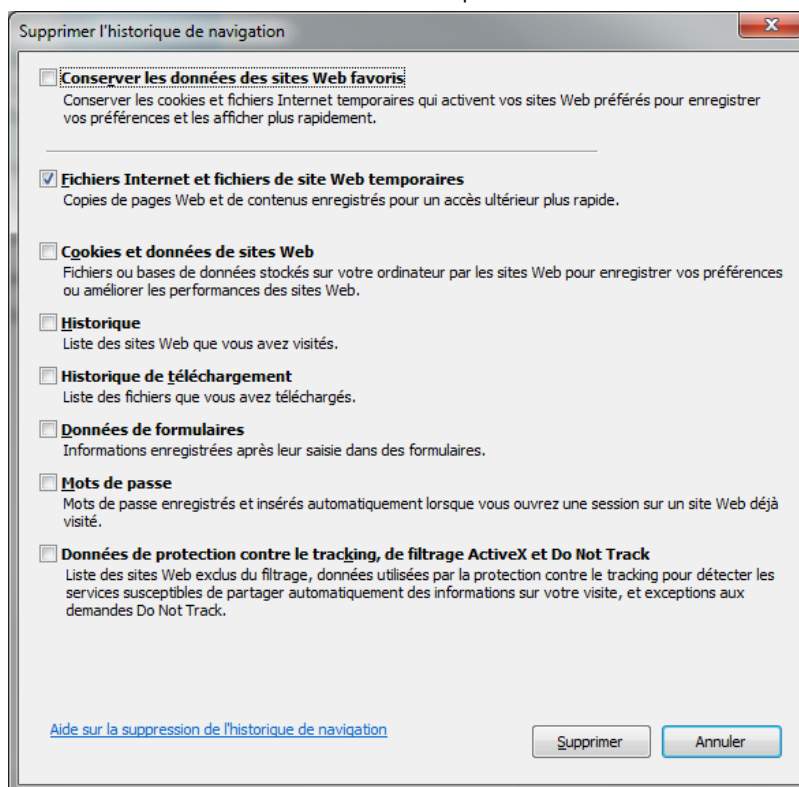 Supprimer l'historique de navigation
Conserver les données des sites Web favoris
Conserver les cookies et fichiers Internet temporaires qui activent vos sites Web préférés pour enregistrer
vos préférences et les afficher plus rapidement.
Fichiers Internet et fichiers de site Web temporaires
Copies de pages Web et de contenus enregistrés pour un accès ultérieur plus rapide.
Cookies et données de sites Web
Fichiers ou bases de données stockés sur votre ordinateur par les sites Web pour enregistrer vos préférences
ou améliorer les performances des sites Web.
Historique
Liste des sites Web que vous avez visités.
Historique de téléchargement
Liste des fichiers que vous avez téléchargés.
Données de formulaires
Informations enregistrées après leur saisie dans des formulaires.
Mots de passe
Mots de passe enregistrés et insérés automatiquement lorsque vous ouvrez une session sur un site Web déjà
visité.
Données de protection contre le tracking, de filtrage ActiveX et Do Not Track
Liste des sites Web exclus du filtrage, données utilisées par la protection contre le tracking pour détecter les
services susceptibles de partager automatiquement des informations sur votre visite, et exceptions aux
demandes Do Not Track.
Aide sur la suppression de l'historique de navigation
Supprimer
Annuler